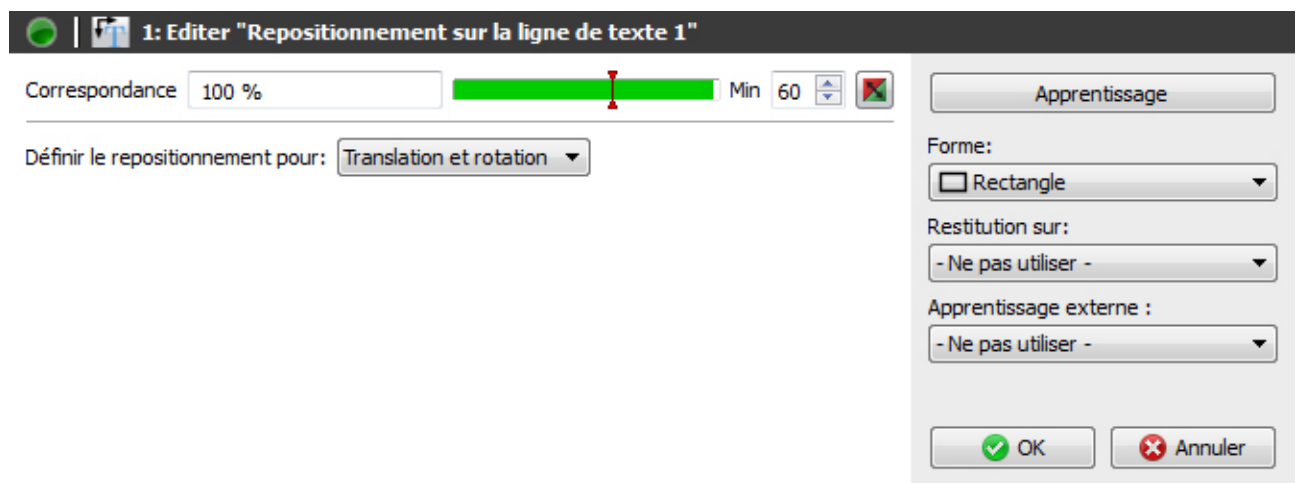 1: Editer "Repositionnement sur la ligne de texte 1"
Correspondance 100 % Min 60
Définir le repositionnement pour: Translation et rotation
Apprentissage
Forme:
Rectangle
Restitution sur:
- Ne pas utiliser -
Apprentissage externe :
- Ne pas utiliser -
OK Annuler